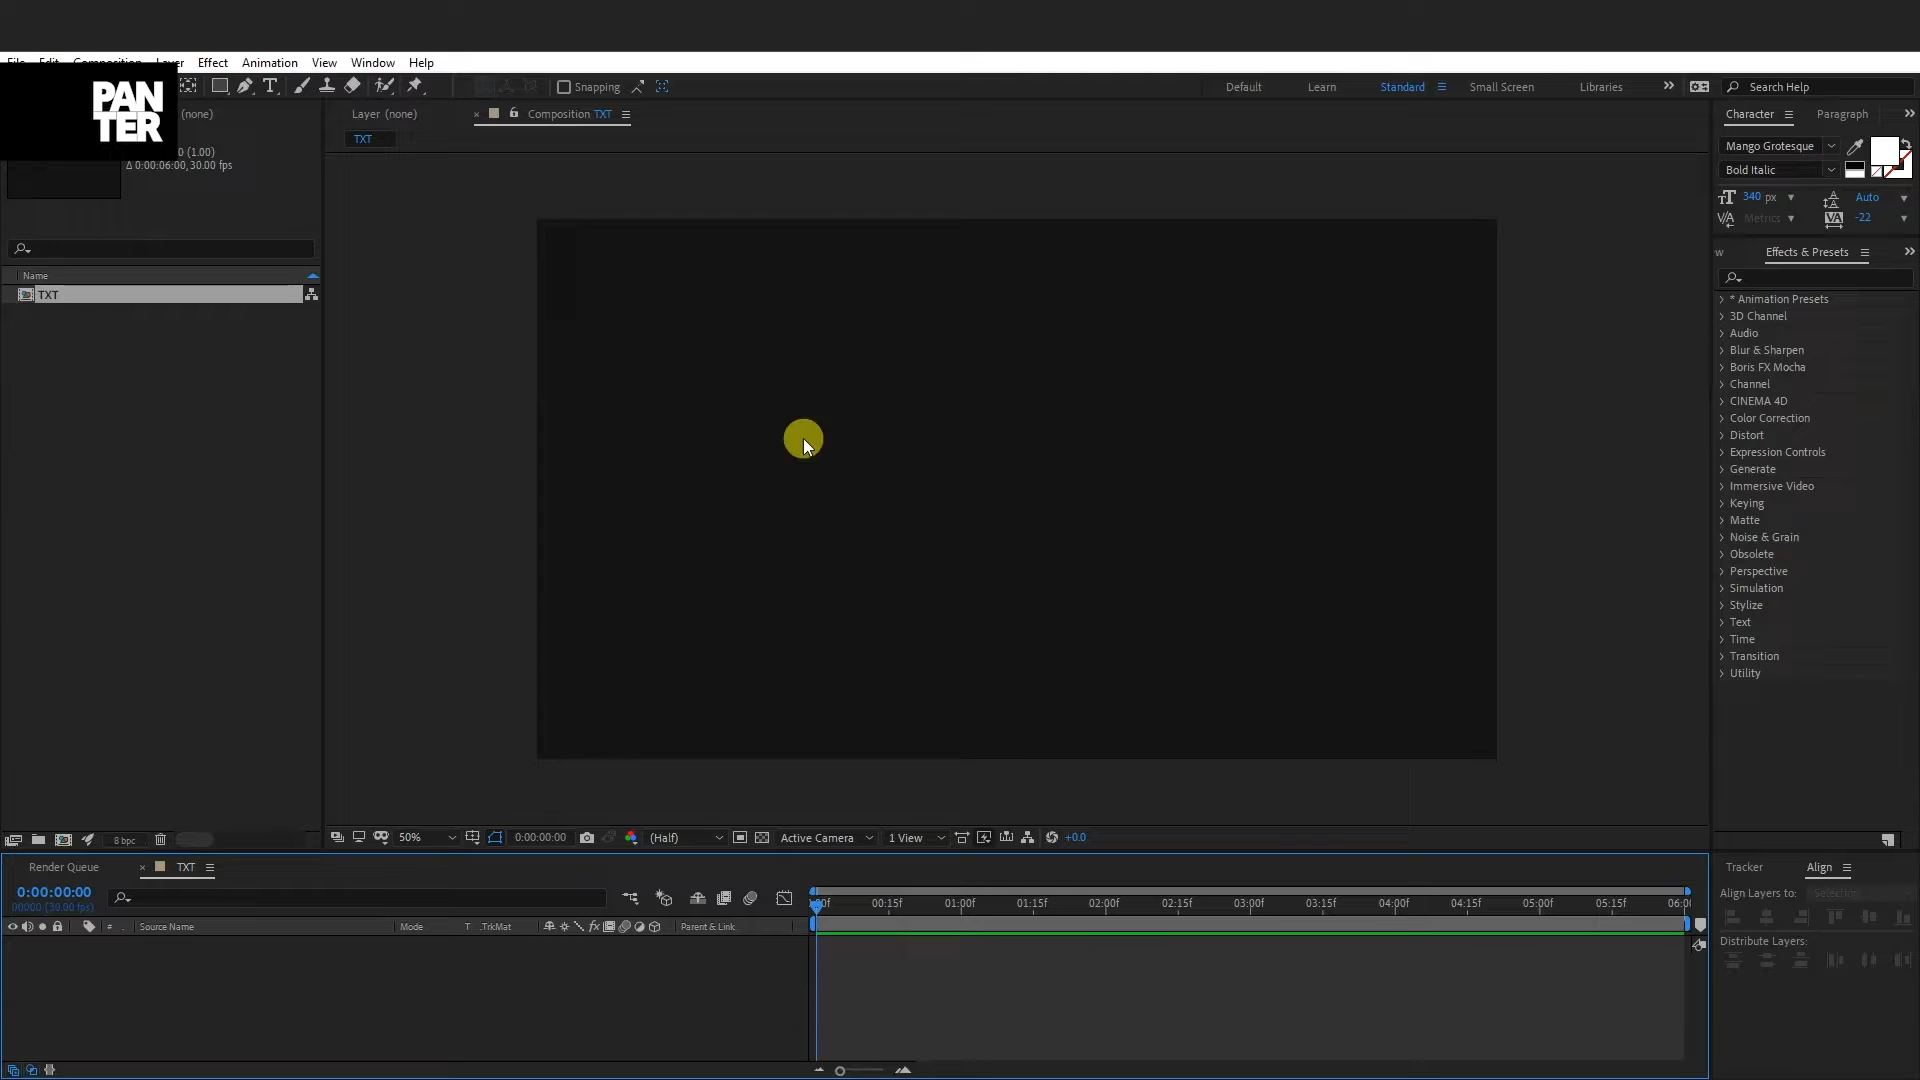 File Edit Composition Layer Effect Animation View Window Help
PAN
TER
Snapping
Default Learn Standard Small Screen Libraries
Search Help
(none)
Layer (none)
Composition TXT
TXT
(1.00)
Δ 0:00:06:00, 30.00 fps
Name
TXT
Character Paragraph
Mango Grotesque
Bold Italic
340 px
Auto
Metrics
-22
Effects & Presets
* Animation Presets
3D Channel
Audio
Blur & Sharpen
Boris FX Mocha
Channel
CINEMA 4D
Color Correction
Distort
Expression Controls
Generate
Immersive Video
Keying
Matte
Noise & Grain
Obsolete
Perspective
Simulation
Stylize
Text
Time
Transition
Utility
8 bpc
50%
0:00:00:00
(Half)
Active Camera
1 View
+0.0
Render Queue
TXT
0:00:00:00
00000 (30.00 fps)
00:15f 01:00f 01:15f 02:00f 02:15f 03:00f 03:15f 04:00f 04:15f 05:00f 05:15f
# Source Name Mode T .TrkMat Parent & Link
Tracker Align
Align Layers to: Selection
Distribute Layers: